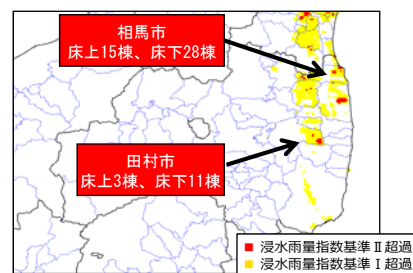 相馬市
床上15棟、床下28棟
田村市
床上3棟、床下11棟
■ 浸水雨量指数基準Ⅱ超過
■ 浸水雨量指数基準Ⅰ超過